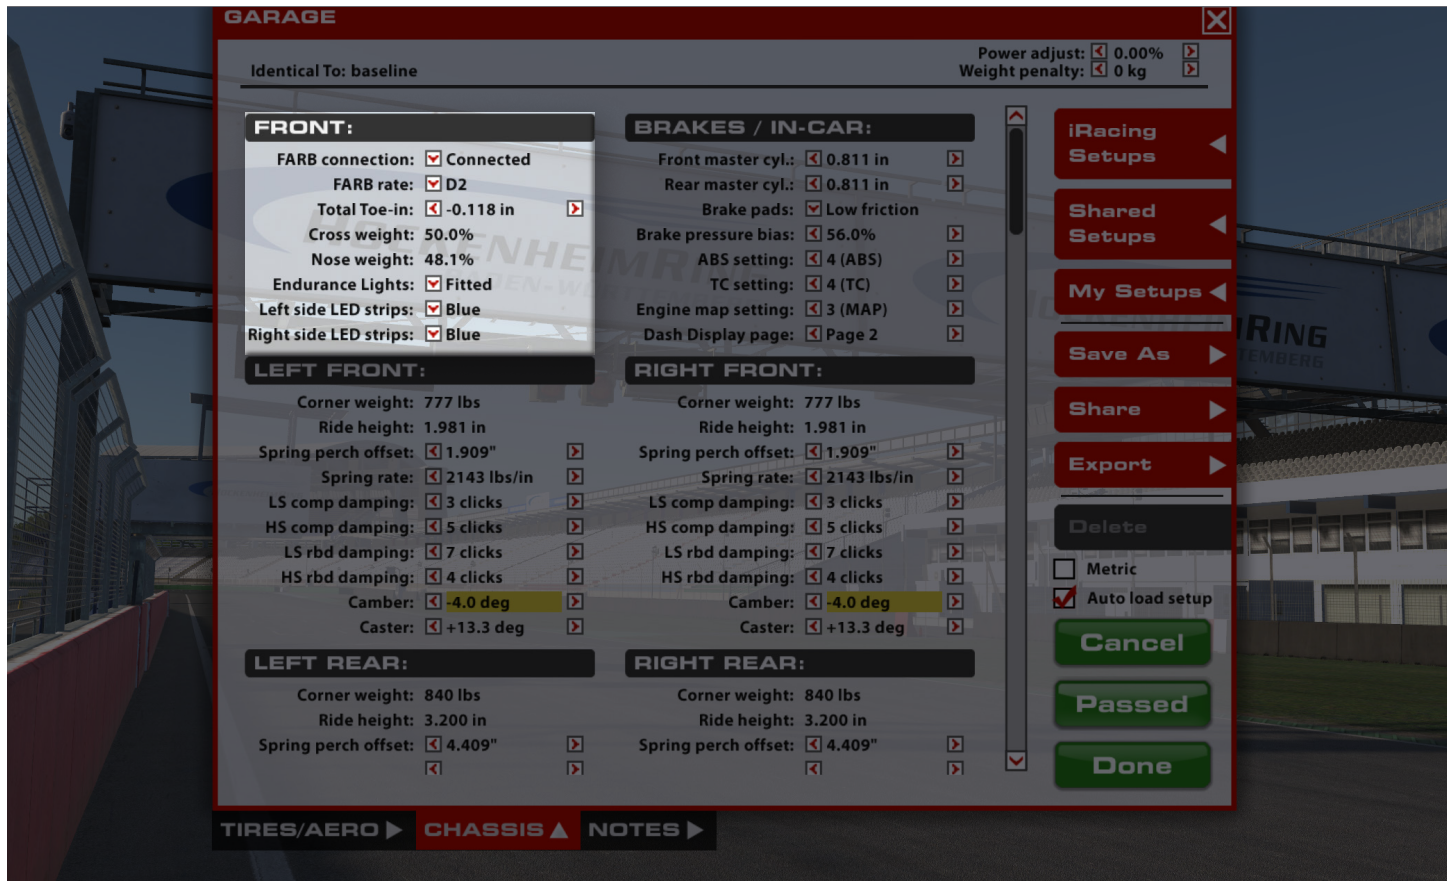 GARAGE
Identical To: baseline
Power adjust: 0.00%
Weight penalty: 0 kg
FRONT:
FARB connection: Connected
FARB rate: D2
Total Toe-in: -0.118 in
Cross weight: 50.0%
Nose weight: 48.1%
Endurance Lights: Fitted
Left side LED strips: Blue
Right side LED strips: Blue
BRAKES / IN-CAR:
Front master cyl.: 0.811 in
Rear master cyl.: 0.811 in
Brake pads: Low friction
Brake pressure bias: 56.0%
ABS setting: 4 (ABS)
TC setting: 4 (TC)
Engine map setting: 3 (MAP)
Dash Display page: Page 2
LEFT FRONT:
Corner weight: 777 lbs
Ride height: 1.981 in
Spring perch offset: 1.909"
Spring rate: 2143 lbs/in
LS comp damping: 3 clicks
HS comp damping: 5 clicks
LS rbd damping: 7 clicks
HS rbd damping: 4 clicks
Camber: -4.0 deg
Caster: +13.3 deg
RIGHT FRONT:
Corner weight: 777 lbs
Ride height: 1.981 in
Spring perch offset: 1.909"
Spring rate: 2143 lbs/in
LS comp damping: 3 clicks
HS comp damping: 5 clicks
LS rbd damping: 7 clicks
HS rbd damping: 4 clicks
Camber: -4.0 deg
Caster: +13.3 deg
LEFT REAR:
Corner weight: 840 lbs
Ride height: 3.200 in
Spring perch offset: 4.409"
RIGHT REAR:
Corner weight: 840 lbs
Ride height: 3.200 in
Spring perch offset: 4.409"
iRacing
Setups
Shared
Setups
My Setups
Save As
Share
Export
Delete
Metric
Auto load setup
Cancel
Passed
Done
TIRES/AERO
CHASSIS
NOTES
HOCKENHEIMRING